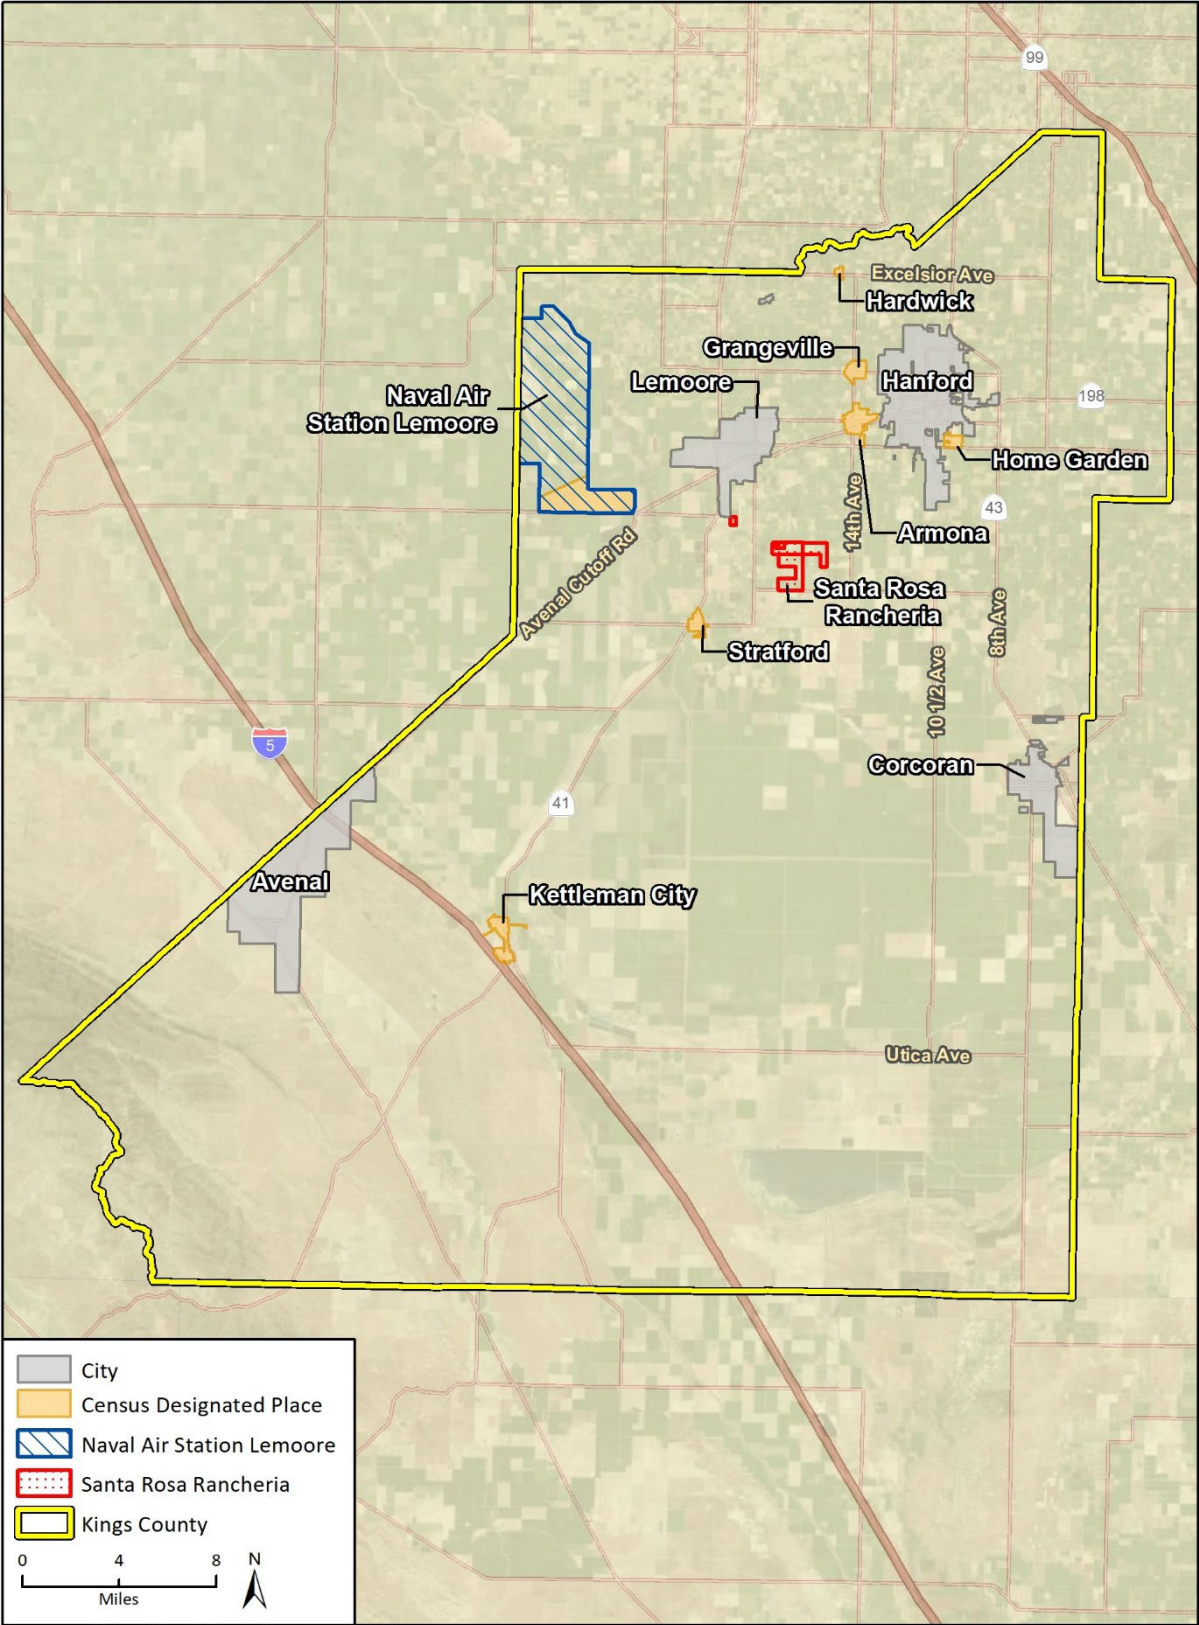 99
Excelsior Ave
Hardwick
Grangeville
Lemoore
Hanford
Naval Air
Station Lemoore
198
Home Garden
43
14th Ave
Armona
Avenal Cutoff Rd
Santa Rosa
Rancheria
8th Ave
Stratford
10 1/2 Ave
5
Corcoran
41
Avenal
Kettleman City
Utica Ave
City
Census Designated Place
Naval Air Station Lemoore
Santa Rosa Rancheria
Kings County
0 4 8 N
Miles